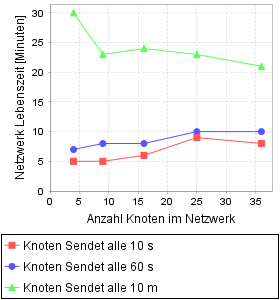 Netzwerk Lebenszeit [Minuten]
30
25
20
15
10
5
0
0 5 10 15 20 25 30 35
Anzahl Knoten im Netzwerk
Knoten Sendet alle 10 s
Knoten Sendet alle 60 s
Knoten Sendet alle 10 m